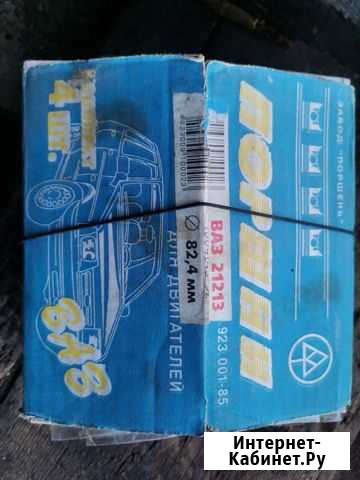 ЗАВОД "ПОРШЕНЬ"
ПОРШНИ
ВАЗ 21213
923 001-85
⌀ 82,4 мм
ДЛЯ ДВИГАТЕЛЕЙ
ВАЗ
4 шт.
Интернет-
Кабинет.Ру